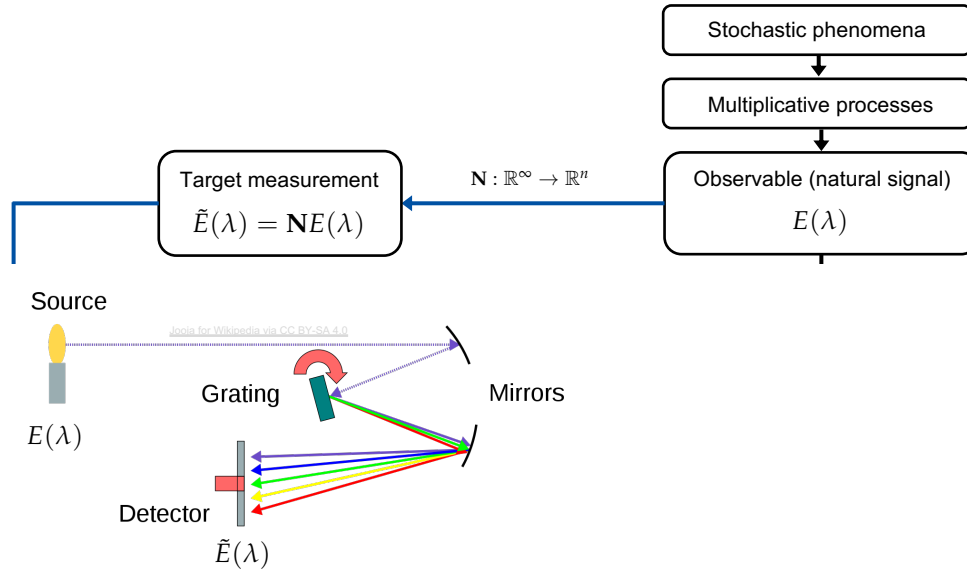 Stochastic phenomena
Multiplicative processes
Target measurement
Ẽ(λ) = NE(λ)
N : ℝ^∞ → ℝ^n
Observable (natural signal)
E(λ)
Source
Jooja for Wikipedia via CC BY-SA 4.0
Grating
Mirrors
E(λ)
Detector
Ẽ(λ)